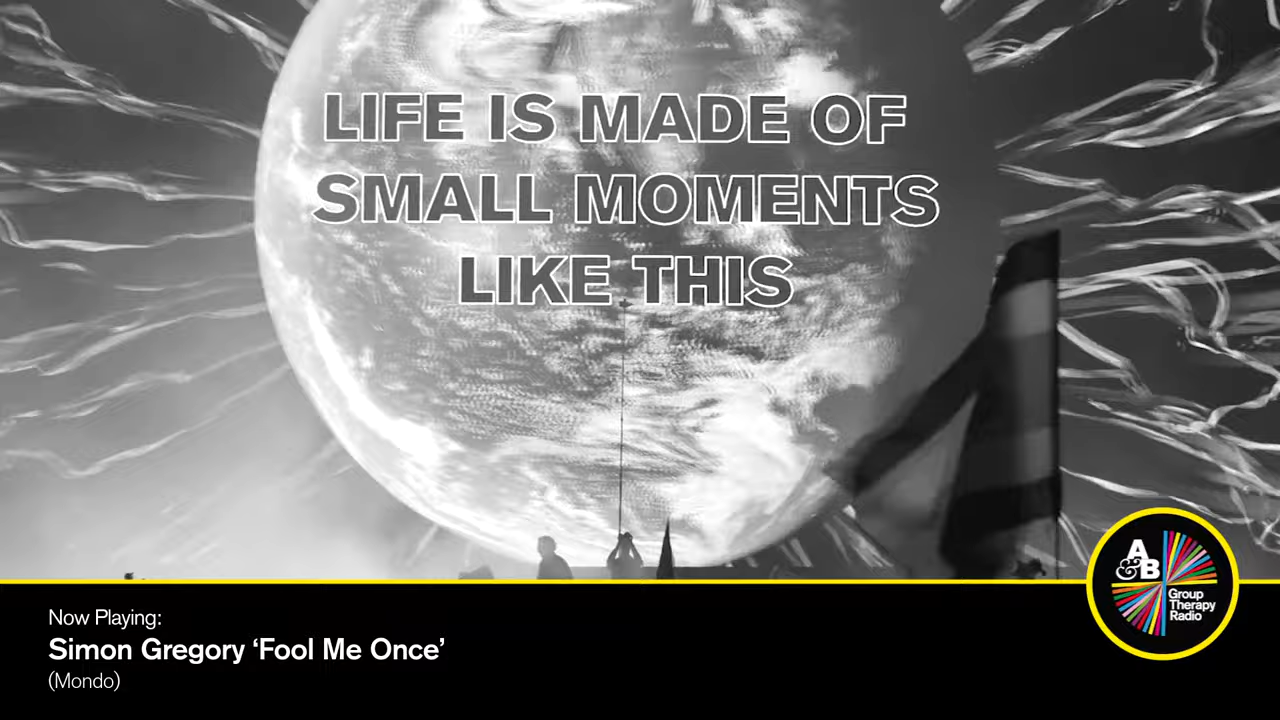 LIFE IS MADE OF
SMALL MOMENTS
LIKE THIS
Now Playing:
Simon Gregory ‘Fool Me Once’
(Mondo)
A
&B
Group
Therapy
Radio